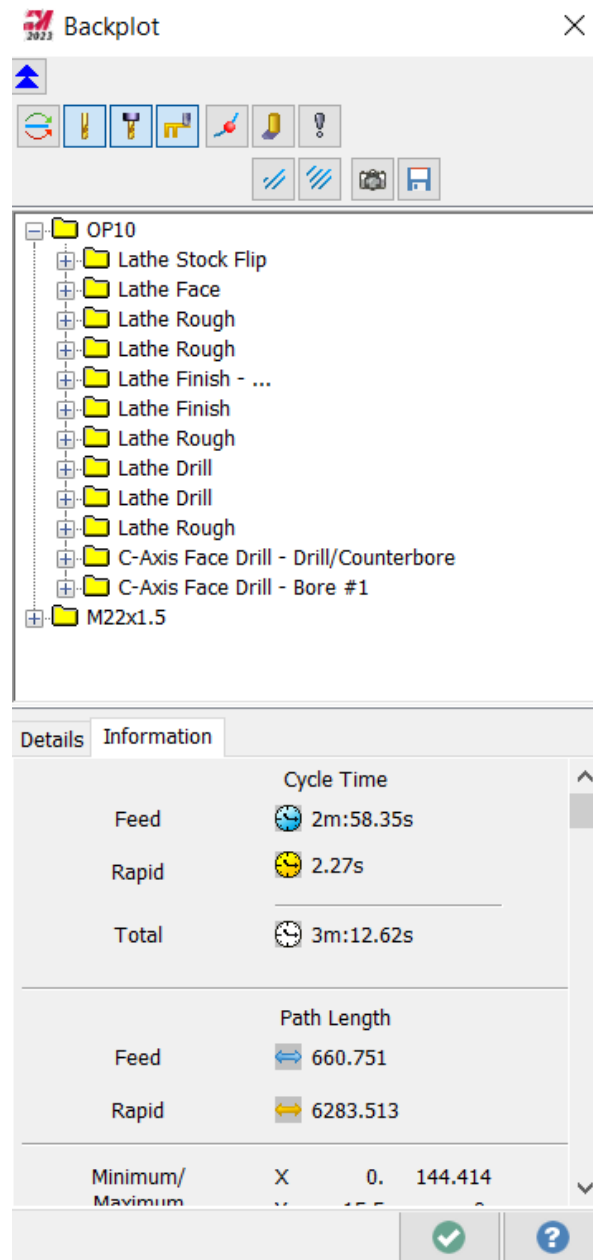 2023 Backplot
OP10
Lathe Stock Flip
Lathe Face
Lathe Rough
Lathe Rough
Lathe Finish - ...
Lathe Finish
Lathe Rough
Lathe Drill
Lathe Drill
Lathe Rough
C-Axis Face Drill - Drill/Counterbore
C-Axis Face Drill - Bore #1
M22x1.5
Details Information
Cycle Time
Feed 2m:58.35s
Rapid 2.27s
Total 3m:12.62s
Path Length
Feed 660.751
Rapid 6283.513
Minimum/ X 0. 144.414
Maximum